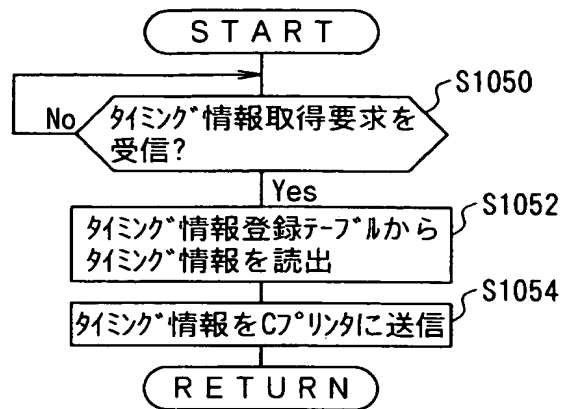 START
S1050
No
ﾀｲﾐﾝｸﾞ情報取得要求を
受信?
Yes
S1052
ﾀｲﾐﾝｸﾞ情報登録ﾃｰﾌﾞﾙから
ﾀｲﾐﾝｸﾞ情報を読出
S1054
ﾀｲﾐﾝｸﾞ情報をCﾌﾟﾘﾝﾀに送信
RETURN